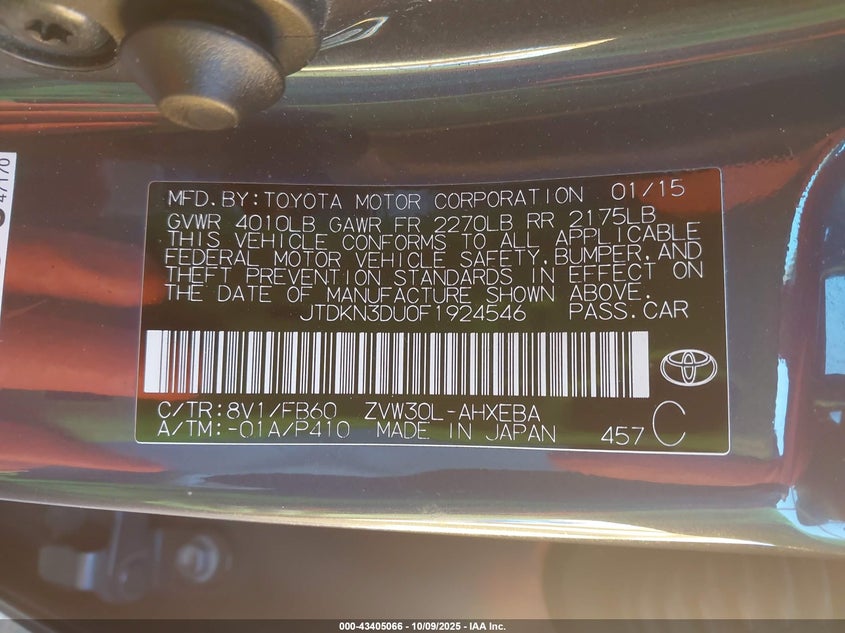 47170
MFD.BY:TOYOTA MOTOR CORPORATION 01/15
GVWR 4010LB GAWR FR 2270LB RR 2175LB
THIS VEHICLE CONFORMS TO ALL APPLICABLE
FEDERAL MOTOR VEHICLE SAFETY,BUMPER,AND
THEFT PREVENTION STANDARDS IN EFFECT ON
THE DATE OF MANUFACTURE SHOWN ABOVE.
JTDKN3DU0F1924546 PASS.CAR
C/TR:8V1/FB60 ZVW30L-AHXEBA
A/TM:-01A/P410 MADE IN JAPAN 457 C
000-43405066 - 10/09/2025 - IAA Inc.